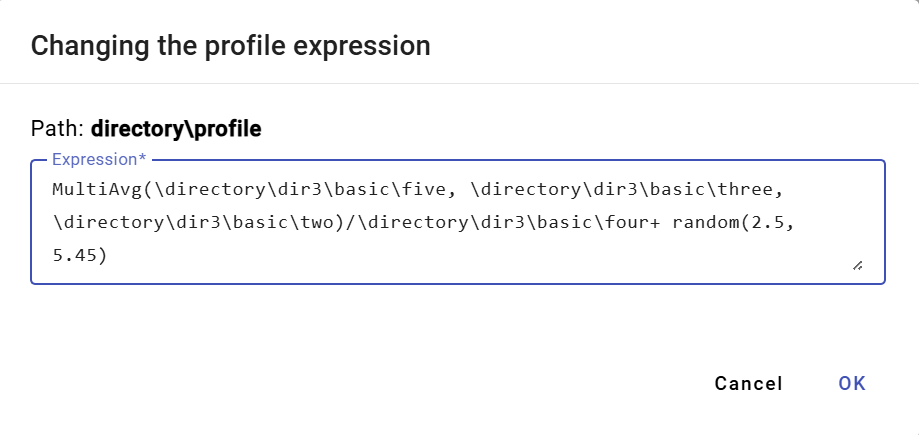 Changing the profile expression
Path: directory\profile
Expression*
MultiAvg(\directory\dir3\basic\five, \directory\dir3\basic\three,
\directory\dir3\basic\two)/\directory\dir3\basic\four+ random(2.5,
5.45)
Cancel OK